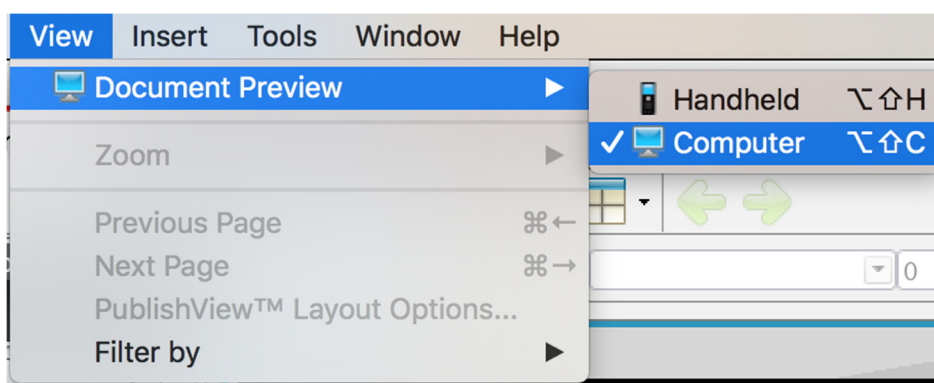 View Insert Tools Window Help
Document Preview ▶
Handheld ⌥⇧H
✓ Computer ⌥⇧C
Zoom ▶
Previous Page ⌘←
Next Page ⌘→
0
PublishView™ Layout Options...
Filter by ▶